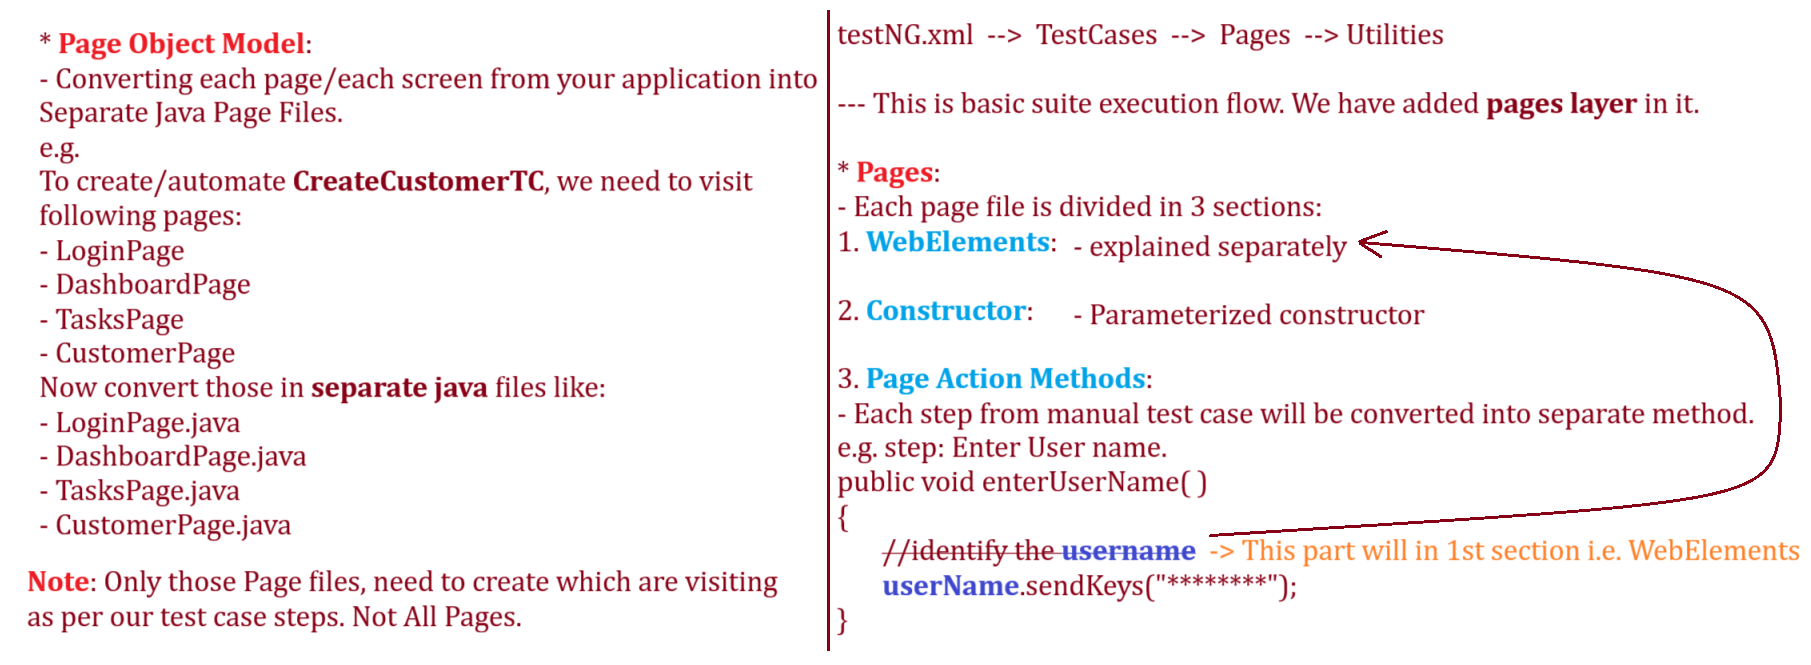 * Page Object Model:
- Converting each page/each screen from your application into
Separate Java Page Files.
e.g.
To create/automate CreateCustomerTC, we need to visit
following pages:
- LoginPage
- DashboardPage
- TasksPage
- CustomerPage
Now convert those in separate java files like:
- LoginPage.java
- DashboardPage.java
- TasksPage.java
- CustomerPage.java
Note: Only those Page files, need to create which are visiting
as per our test case steps. Not All Pages.
testNG.xml --> TestCases --> Pages --> Utilities
--- This is basic suite execution flow. We have added pages layer in it.
* Pages:
- Each page file is divided in 3 sections:
1. WebElements: - explained separately
2. Constructor: - Parameterized constructor
3. Page Action Methods:
- Each step from manual test case will be converted into separate method.
e.g. step: Enter User name.
public void enterUserName( )
{
//identify the username -> This part will in 1st section i.e. WebElements
userName.sendKeys("********");
}